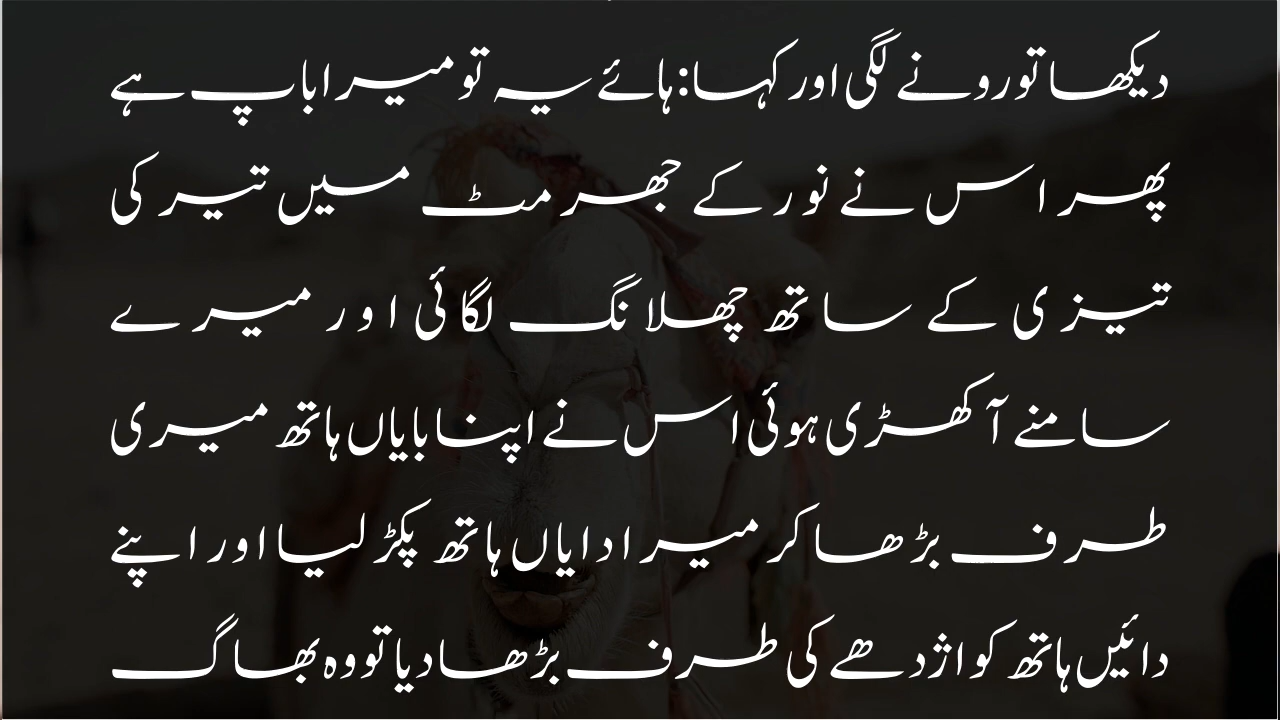 دیکھا تو رونے لگی اور کہا: ہائے یہ تو میرا باپ ہے
پھر اس نے نور کے جھرمٹ میں تیر کی
تیزی کے ساتھ چھلانگ لگائی اور میرے
سامنے آ کھڑی ہوئی اس نے اپنا بایاں ہاتھ میری
طرف بڑھا کر میرا دایاں ہاتھ پکڑ لیا اور اپنے
دائیں ہاتھ کو اژدھے کی طرف بڑھا دیا تو وہ بھاگ